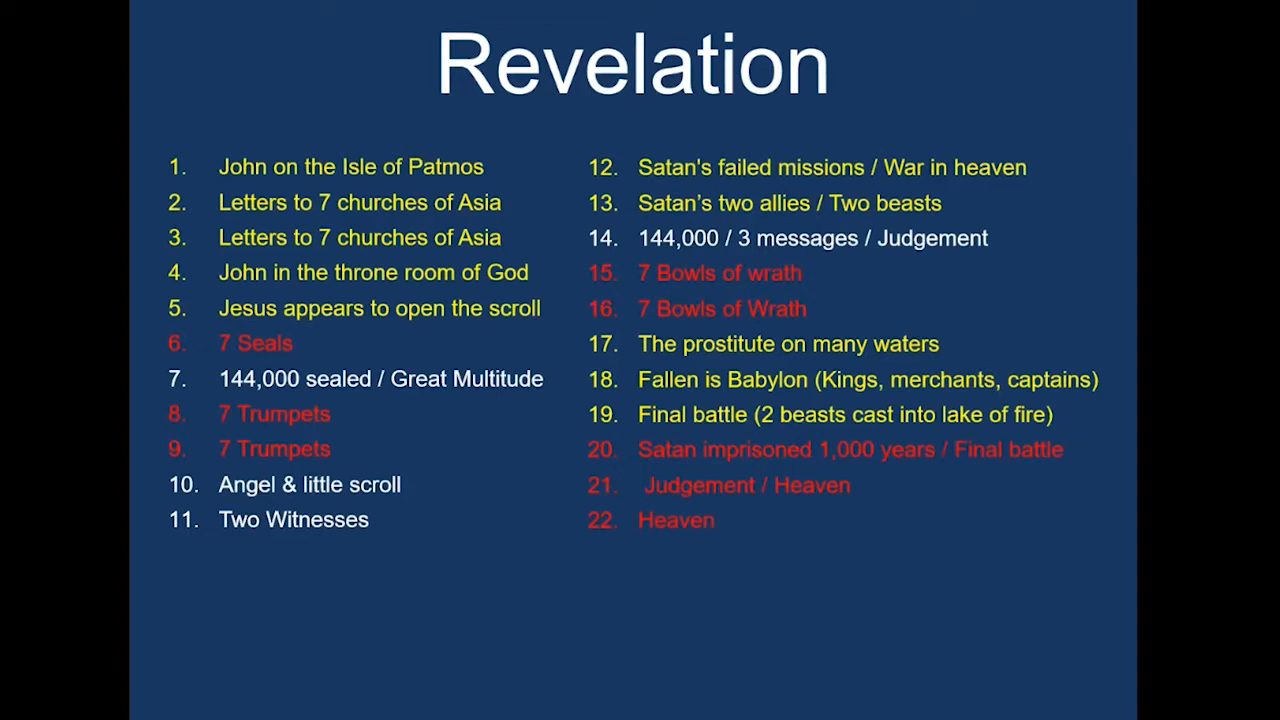 Revelation
1. John on the Isle of Patmos
2. Letters to 7 churches of Asia
3. Letters to 7 churches of Asia
4. John in the throne room of God
5. Jesus appears to open the scroll
6. 7 Seals
7. 144,000 sealed / Great Multitude
8. 7 Trumpets
9. 7 Trumpets
10. Angel & little scroll
11. Two Witnesses
12. Satan's failed missions / War in heaven
13. Satan’s two allies / Two beasts
14. 144,000 / 3 messages / Judgement
15. 7 Bowls of wrath
16. 7 Bowls of Wrath
17. The prostitute on many waters
18. Fallen is Babylon (Kings, merchants, captains)
19. Final battle (2 beasts cast into lake of fire)
20. Satan imprisoned 1,000 years / Final battle
21. Judgement / Heaven
22. Heaven